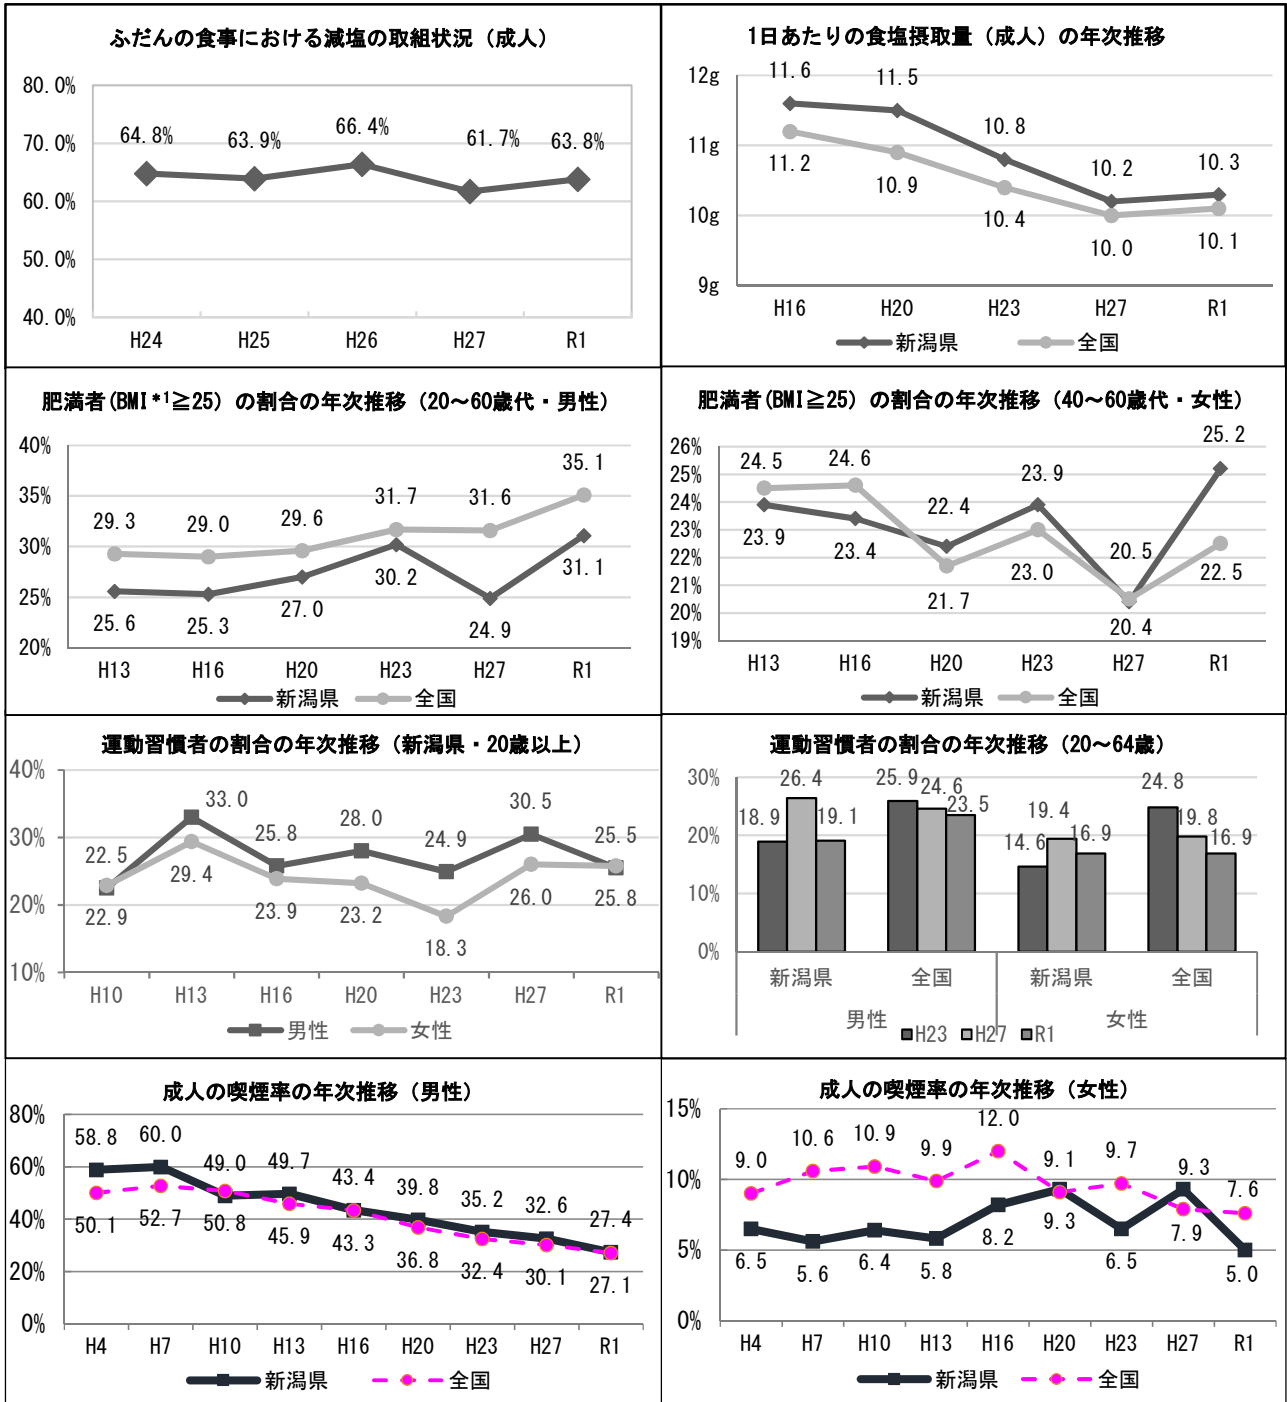 ふだんの食事における減塩の取組状況（成人）
80.0%
70.0%
60.0%
50.0%
40.0%
64.8%
63.9%
66.4%
61.7%
63.8%
H24 H25 H26 H27 R1
1日あたりの食塩摂取量（成人）の年次推移
12g
11g
10g
9g
11.6 11.5 10.8 10.2 10.3
11.2 10.9 10.4 10.0 10.1
H16 H20 H23 H27 R1
新潟県 全国
肥満者(BMI*1≧25）の割合の年次推移（20～60歳代・男性）
40%
35%
30%
25%
20%
29.3 29.0 29.6 31.7 31.6 35.1
25.6 25.3 27.0 30.2 24.9 31.1
H13 H16 H20 H23 H27 R1
新潟県 全国
肥満者(BMI≧25）の割合の年次推移（40～60歳代・女性）
26%
25%
24%
23%
22%
21%
20%
19%
24.5 24.6 22.4 23.9 20.5 25.2
23.9 23.4 21.7 23.0 20.4 22.5
H13 H16 H20 H23 H27 R1
新潟県 全国
運動習慣者の割合の年次推移（新潟県・20歳以上）
40%
30%
20%
10%
22.5 33.0 25.8 28.0 24.9 30.5 25.5
22.9 29.4 23.9 23.2 18.3 26.0 25.8
H10 H13 H16 H20 H23 H27 R1
男性 女性
運動習慣者の割合の年次推移（20～64歳）
30%
20%
10%
0%
18.9 26.4 19.1 25.9 24.6 23.5 14.6 19.4 16.9 24.8 19.8 16.9
新潟県 全国 新潟県 全国
男性 女性
H23 H27 R1
成人の喫煙率の年次推移（男性）
80%
60%
40%
20%
0%
58.8 60.0 49.0 49.7 43.4 39.8 35.2 32.6 27.4
50.1 52.7 50.8 45.9 43.3 36.8 32.4 30.1 27.1
H4 H7 H10 H13 H16 H20 H23 H27 R1
新潟県 全国
成人の喫煙率の年次推移（女性）
15%
10%
5%
0%
9.0 10.6 10.9 9.9 12.0 9.1 9.7 9.3 7.6
6.5 5.6 6.4 5.8 8.2 9.3 6.5 7.9 5.0
H4 H7 H10 H13 H16 H20 H23 H27 R1
新潟県 全国